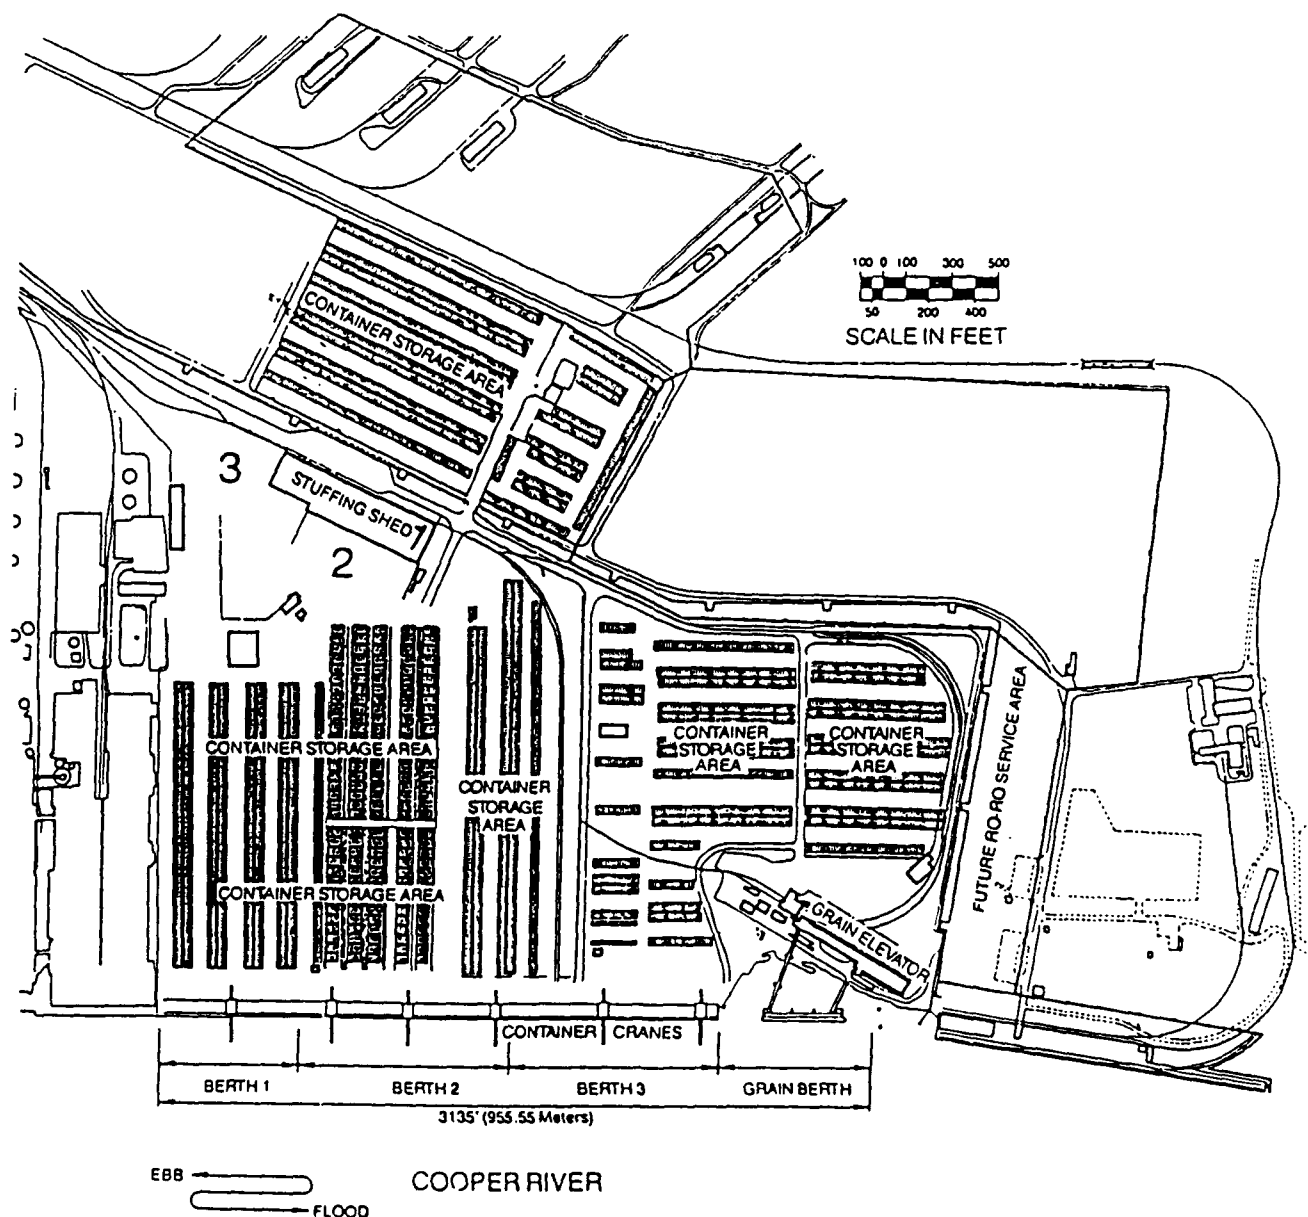 100 0 100 300 500
50 200 400
SCALE IN FEET
CONTAINER STORAGE AREA
3
STUFFING SHED 1
2
CONTAINER STORAGE AREA
CONTAINER
STORAGE
AREA
CONTAINER
STORAGE
AREA
CONTAINER
STORAGE
AREA
FUTURE RO-RO SERVICE AREA
CONTAINER STORAGE AREA
GRAIN ELEVATOR
CONTAINER CRANES
BERTH 1
BERTH 2
BERTH 3
GRAIN BERTH
3135' (955.55 Meters)
EBB
FLOOD
COOPER RIVER